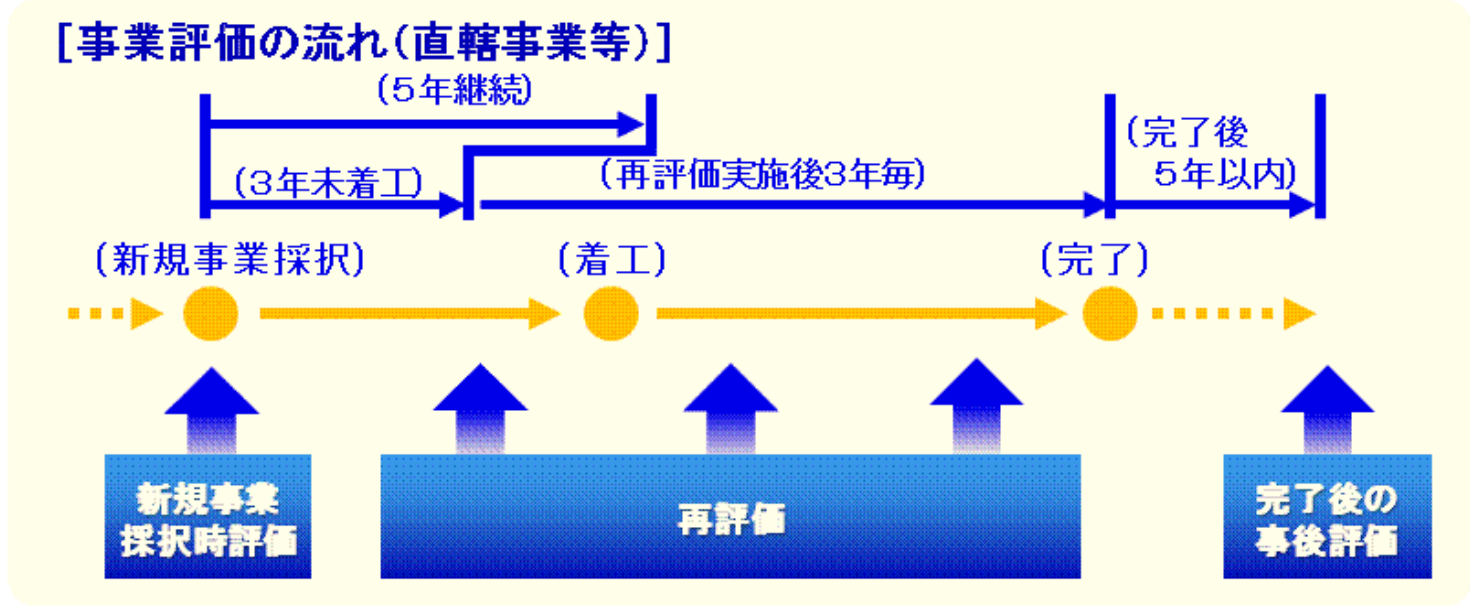 [事業評価の流れ(直轄事業等)]
(5年継続)
(3年未着工)
(再評価実施後3年毎)
(完了後
5年以内)
(新規事業採択)
(着工)
(完了)
新規事業
採択時評価
再評価
完了後の
事後評価